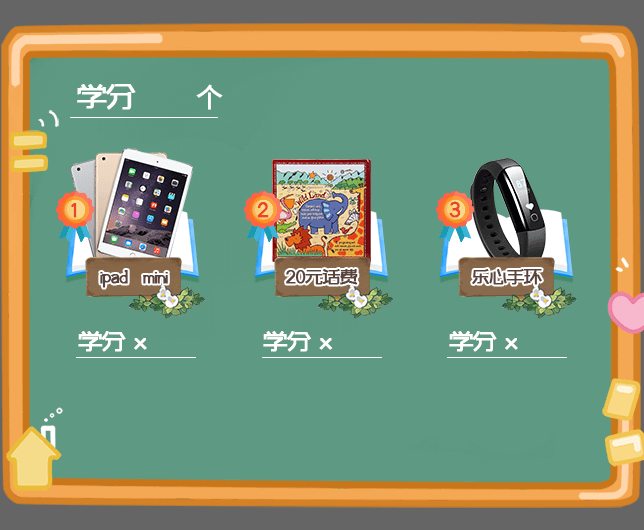 学分 个
1
2
3
ipad mini
20元话费
乐心手环
学分 ×
学分 ×
学分 ×